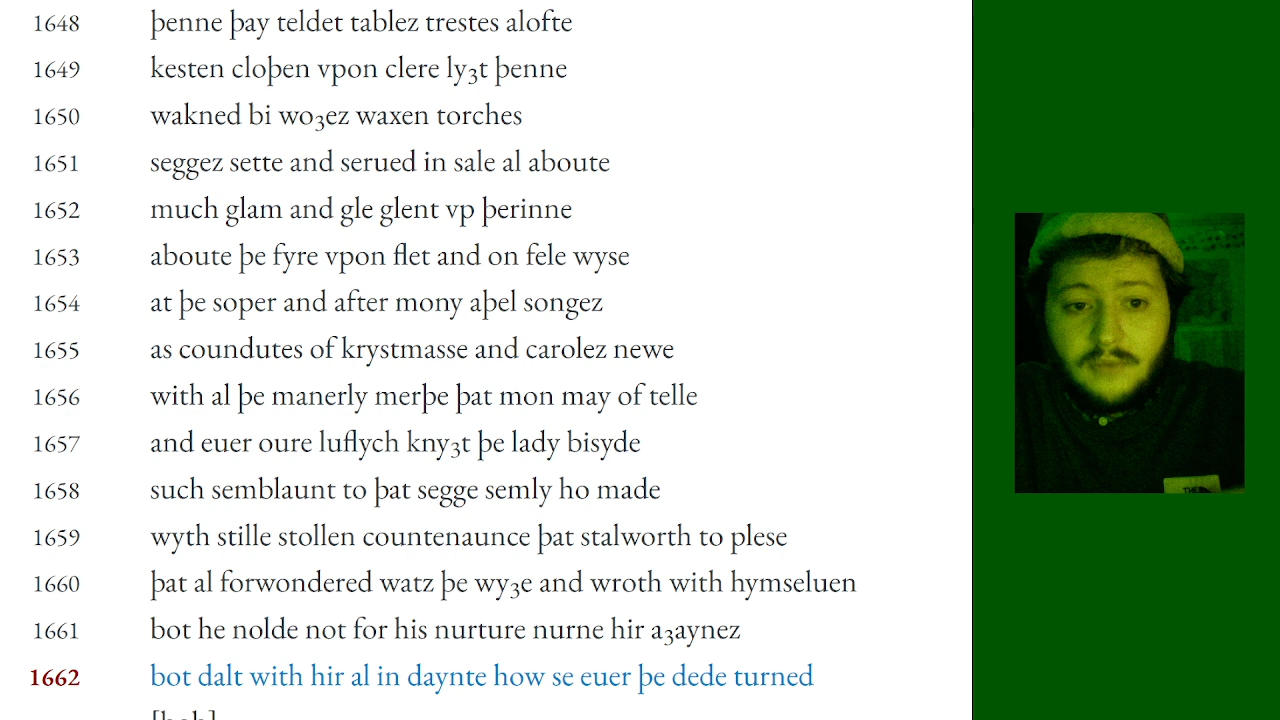 1648 þenne þay teldet tablez trestes alofte
1649 kesten cloþen vpon clere ly3t þenne
1650 wakned bi wo3ez waxen torches
1651 seggez sette and serued in sale al aboute
1652 much glam and gle glent vp þerinne
1653 aboute þe fyre vpon flet and on fele wyse
1654 at þe soper and after mony aþel songez
1655 as coundutes of krystmasse and carolez newe
1656 with al þe manerly merþe þat mon may of telle
1657 and euer oure luflych kny3t þe lady bisyde
1658 such semblaunt to þat segge semly ho made
1659 wyth stille stollen countenaunce þat stalworth to plese
1660 þat al forwondered watz þe wy3e and wroth with hymseluen
1661 bot he nolde not for his nurture nurne hir a3aynez
1662 bot dalt with hir al in daynte how se euer þe dede turned
THE